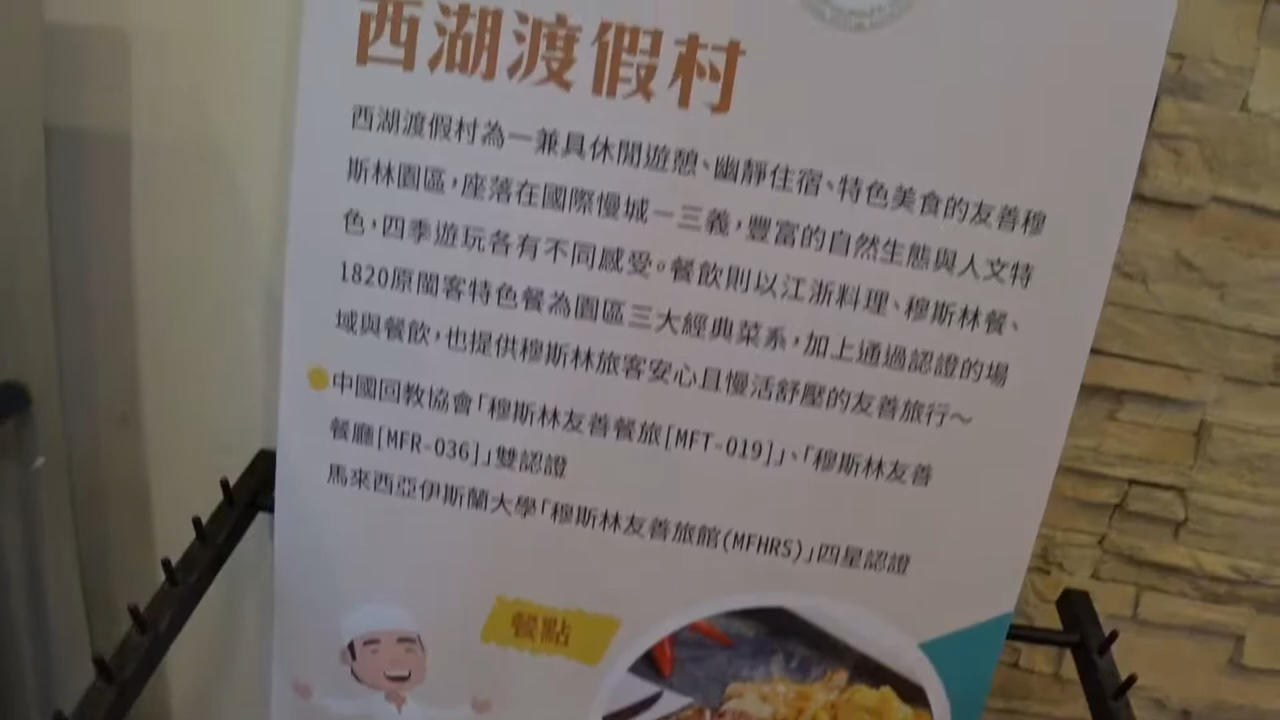 西湖渡假村
西湖渡假村為一兼具休閒遊憩、幽靜住宿、特色美食的友善穆
斯林園區，座落在國際慢城－三義，豐富的自然生態與人文特
色，四季遊玩各有不同感受。餐飲則以江浙料理、穆斯林餐、
1820原閩客特色餐為園區三大經典菜系，加上通過認證的場
域與餐飲，也提供穆斯林旅客安心且慢活舒壓的友善旅行～
中國回教協會「穆斯林友善餐旅[MFT-019]」、「穆斯林友善
餐廳[MFR-036]」雙認證
馬來西亞伊斯蘭大學「穆斯林友善旅館(MFHRS)」四星認證
餐點